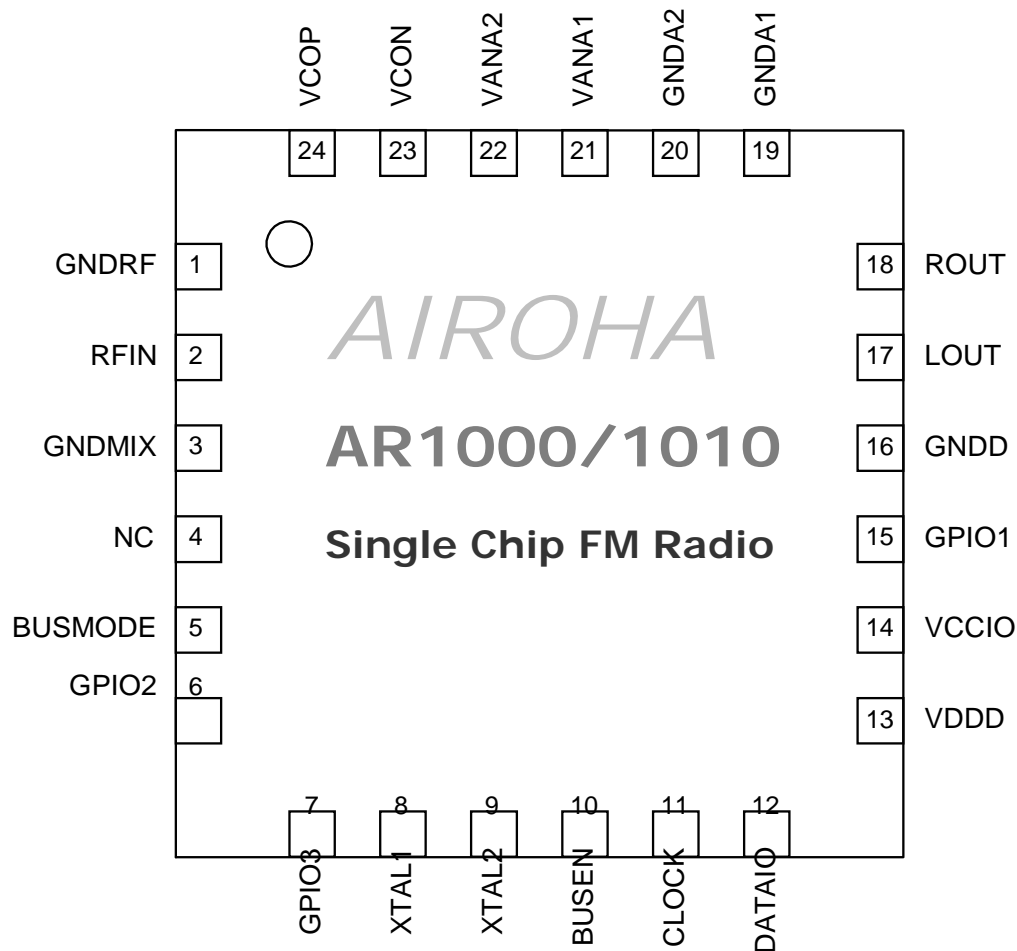 VCOP VCON VANA2 VANA1 GNDA2 GNDA1
24 23 22 21 20 19
GNDRF 1 18 ROUT
AIROHA
RFIN 2 17 LOUT
GNDMIX 3 AR1000/1010 16 GNDD
NC 4 Single Chip FM Radio 15 GPIO1
BUSMODE 5 14 VCCIO
GPIO2 6
13 VDDD
7 8 9 10 11 12
GPIO3 XTAL1 XTAL2 BUSEN CLOCK DATAIO